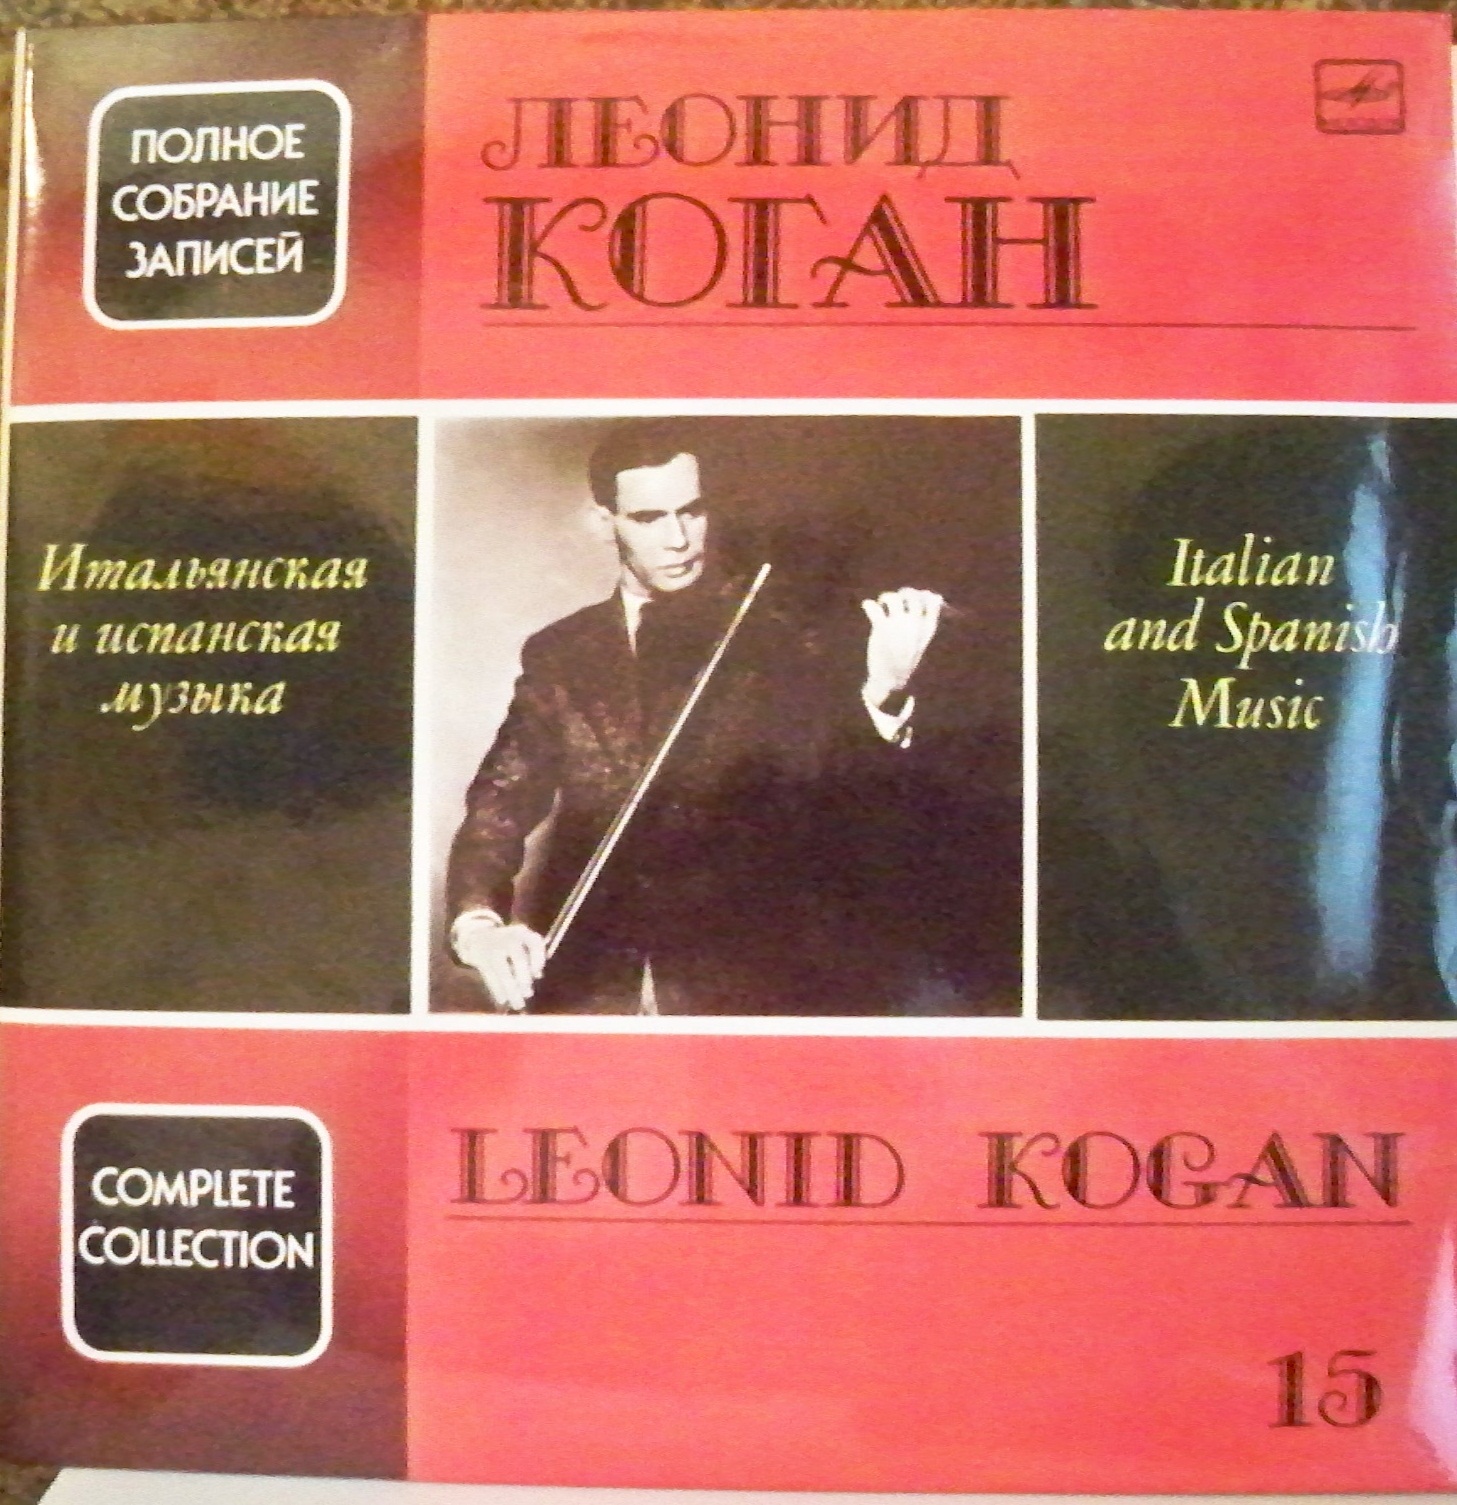 ПОЛНОЕ
СОБРАНИЕ
ЗАПИСЕЙ
ЛЕОНИД
КОГАН
Итальянская
и испанская
музыка
Italian
and Spanish
Music
COMPLETE
COLLECTION
LEONID KOGAN
15